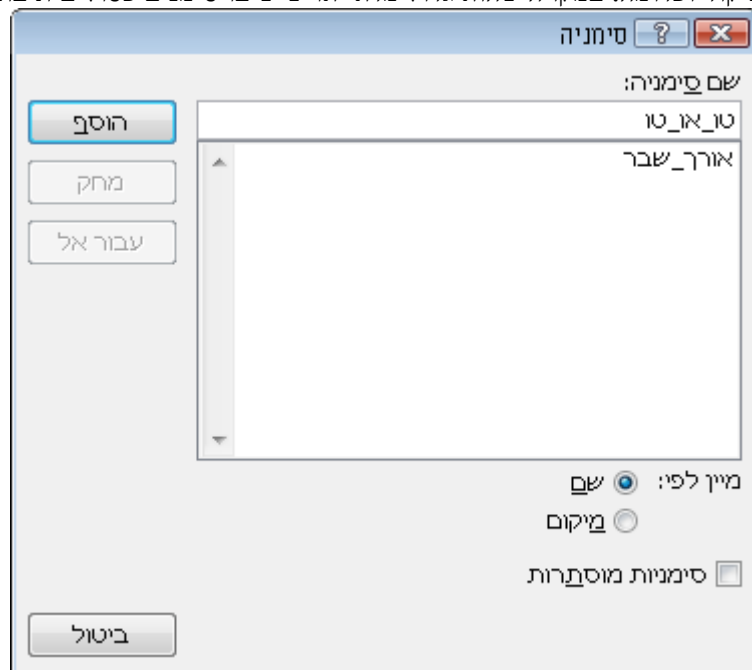 סימניה
שם סימניה:
טו_או_טו
הוסף
אורך_שבר
מחק
עבור אל
מיין לפי:
שם
מיקום
סימניות מוסתרות
ביטול